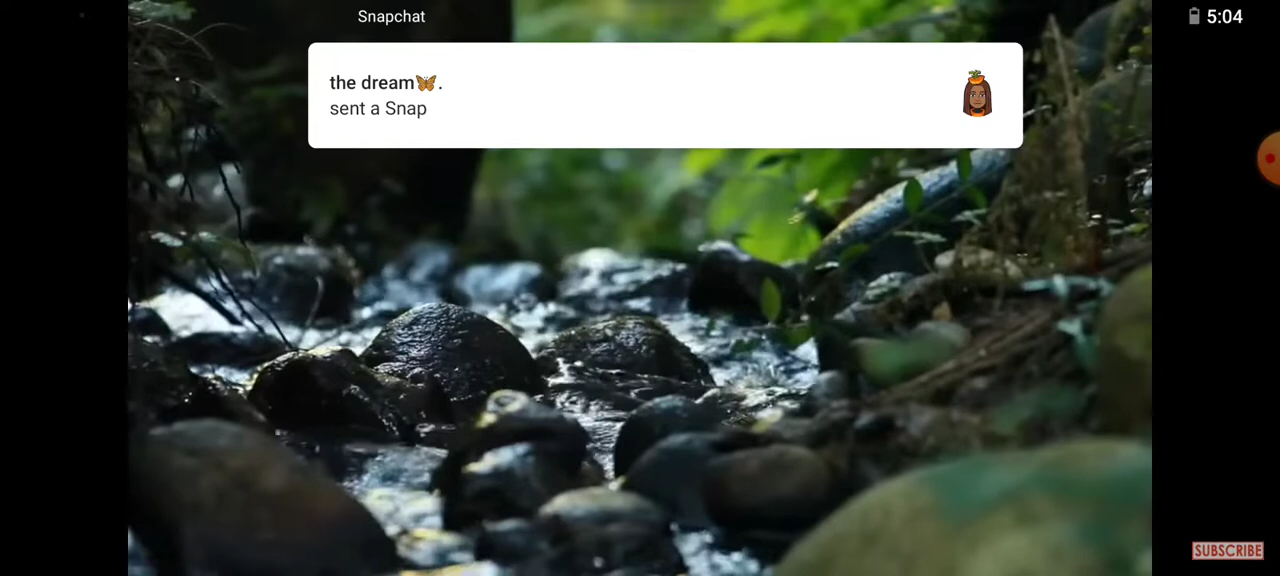 Snapchat
5:04
the dream🦋.
sent a Snap
SUBSCRIBE